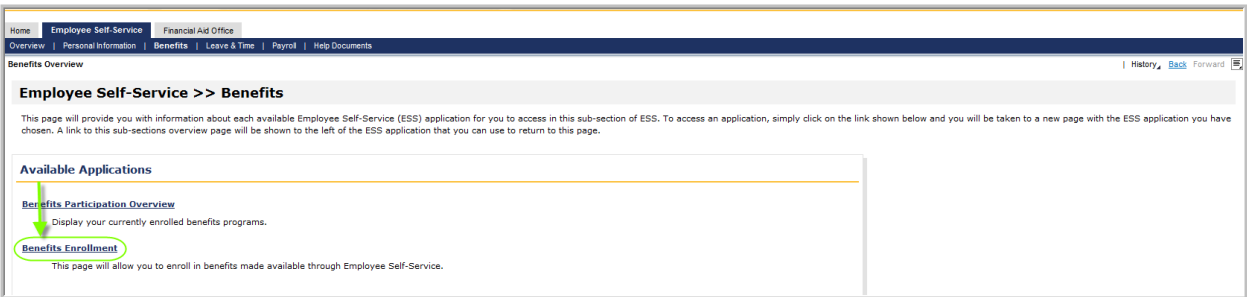 Home Employee Self-Service Financial Aid Office
Overview | Personal Information | Benefits | Leave & Time | Payroll | Help Documents
Benefits Overview | History Back Forward
Employee Self-Service >> Benefits
This page will provide you with information about each available Employee Self-Service (ESS) application for you to access in this sub-section of ESS. To access an application, simply click on the link shown below and you will be taken to a new page with the ESS application you have
chosen. A link to this sub-sections overview page will be shown to the left of the ESS application that you can use to return to this page.
Available Applications
Benefits Participation Overview
Display your currently enrolled benefits programs.
Benefits Enrollment
This page will allow you to enroll in benefits made available through Employee Self-Service.